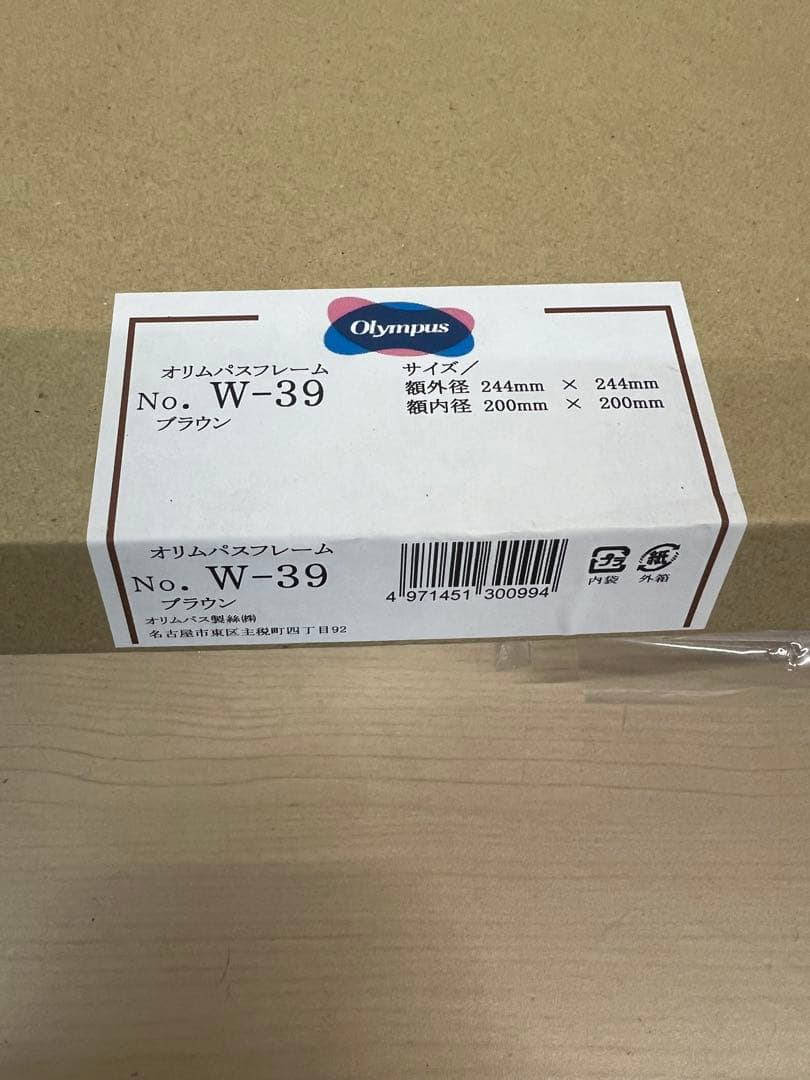 Olympus
オリムパスフレーム
No. W-39
ブラウン
サイズ/
額外径 244mm × 244mm
額内径 200mm × 200mm
オリムパスフレーム
No. W-39
ブラウン
オリムパス製絲㈱
名古屋市東区主税町四丁目92
4 971451 300994
プラ
内袋
紙
外箱